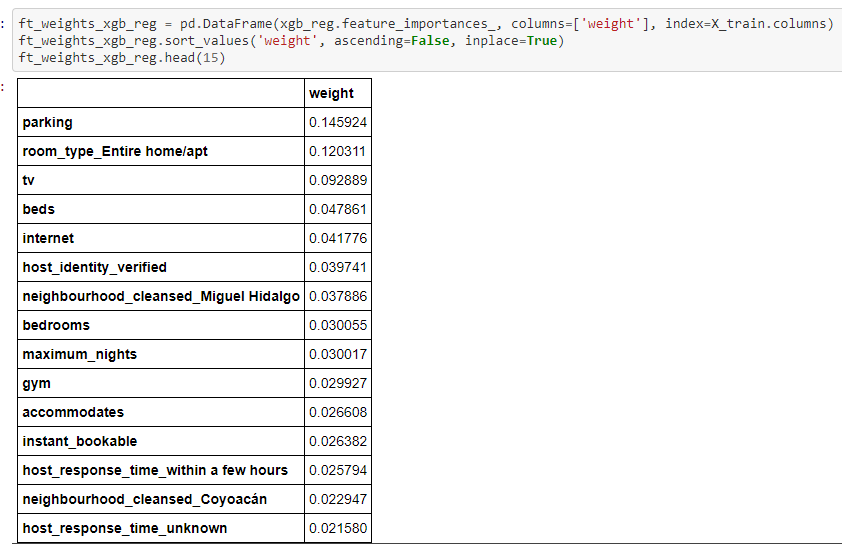 : ft_weights_xgb_reg = pd.DataFrame(xgb_reg.feature_importances_, columns=['weight'], index=X_train.columns)
ft_weights_xgb_reg.sort_values('weight', ascending=False, inplace=True)
ft_weights_xgb_reg.head(15)
:
weight
parking 0.145924
room_type_Entire home/apt 0.120311
tv 0.092889
beds 0.047861
internet 0.041776
host_identity_verified 0.039741
neighbourhood_cleansed_Miguel Hidalgo 0.037886
bedrooms 0.030055
maximum_nights 0.030017
gym 0.029927
accommodates 0.026608
instant_bookable 0.026382
host_response_time_within a few hours 0.025794
neighbourhood_cleansed_Coyoacán 0.022947
host_response_time_unknown 0.021580